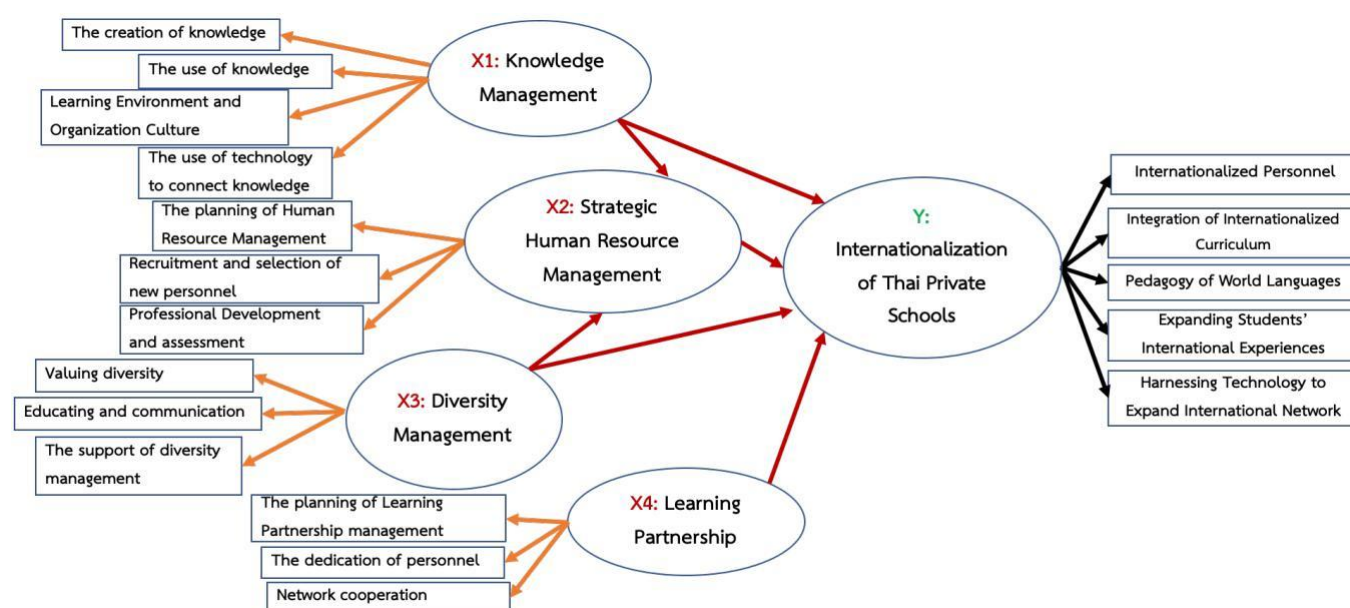 The creation of knowledge
The use of knowledge
Learning Environment and
Organization Culture
The use of technology
to connect knowledge
X1: Knowledge
Management
The planning of Human
Resource Management
Recruitment and selection of
new personnel
Professional Development
and assessment
X2: Strategic
Human Resource
Management
Valuing diversity
Educating and communication
The support of diversity
management
X3: Diversity
Management
The planning of Learning
Partnership management
The dedication of personnel
Network cooperation
X4: Learning
Partnership
Y:
Internationalization
of Thai Private
Schools
Internationalized Personnel
Integration of Internationalized
Curriculum
Pedagogy of World Languages
Expanding Students’
International Experiences
Harnessing Technology to
Expand International Network